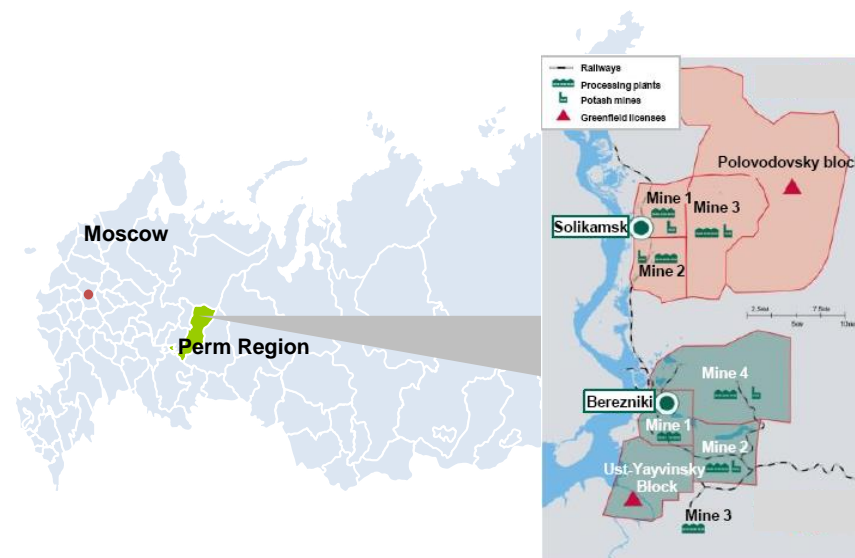 Railways
Processing plants
Potash mines
Greenfield licenses
Polovodovsky block
Mine 1
Mine 3
Moscow
Solikamsk
Mine 2
Perm Region
Mine 4
Berezniki
Mine 1
Mine 2
Ust-Yayvinsky
Block
Mine 3